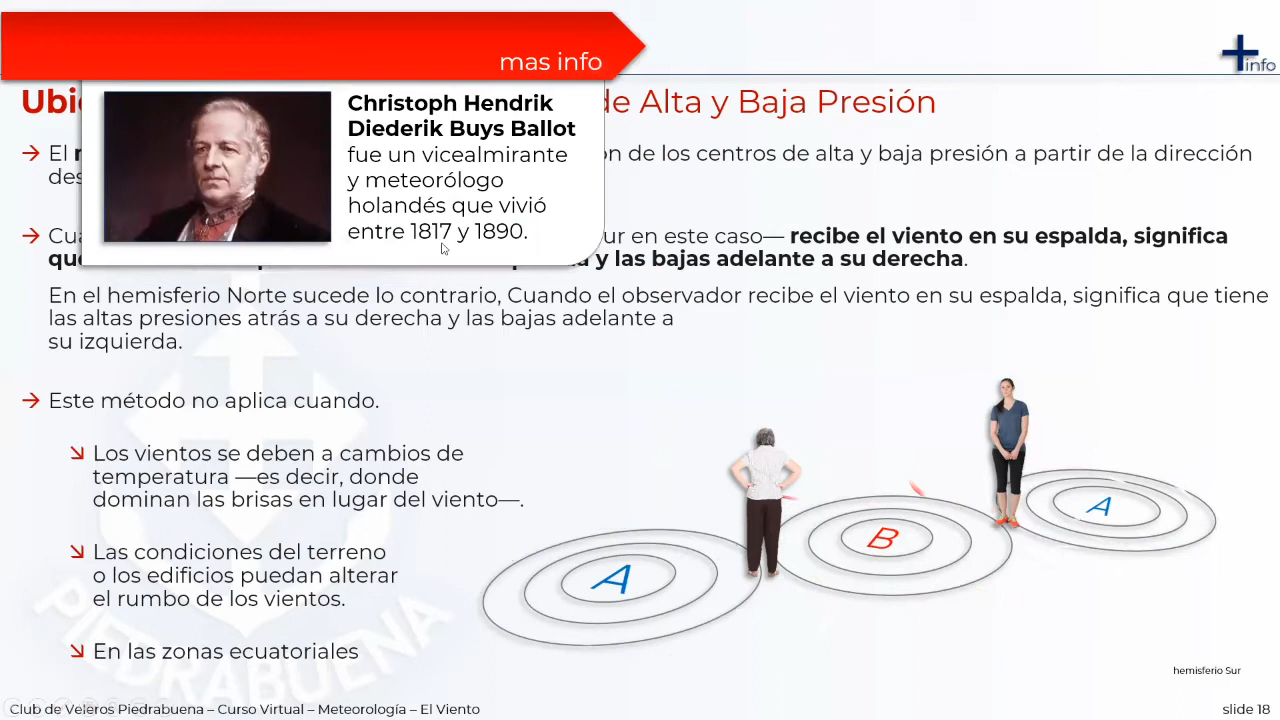 mas info
info
Ubi de Alta y Baja Presión
Christoph Hendrik
Diederik Buys Ballot
fue un vicealmirante
y meteorólogo
holandés que vivió
entre 1817 y 1890.
El de los centros de alta y baja presión a partir de la dirección
des
en este caso— recibe el viento en su espalda, significa
y las bajas adelante a su derecha.
En el hemisferio Norte sucede lo contrario, Cuando el observador recibe el viento en su espalda, significa que tiene
las altas presiones atrás a su derecha y las bajas adelante a
su izquierda.
Este método no aplica cuando.
Los vientos se deben a cambios de
temperatura —es decir, donde
dominan las brisas en lugar del viento—.
Las condiciones del terreno
o los edificios puedan alterar
el rumbo de los vientos.
En las zonas ecuatoriales
A
B
A
PIEDRABUENA
hemisferio Sur
Club de Veleros Piedrabuena – Curso Virtual – Meteorología – El Viento
slide 18